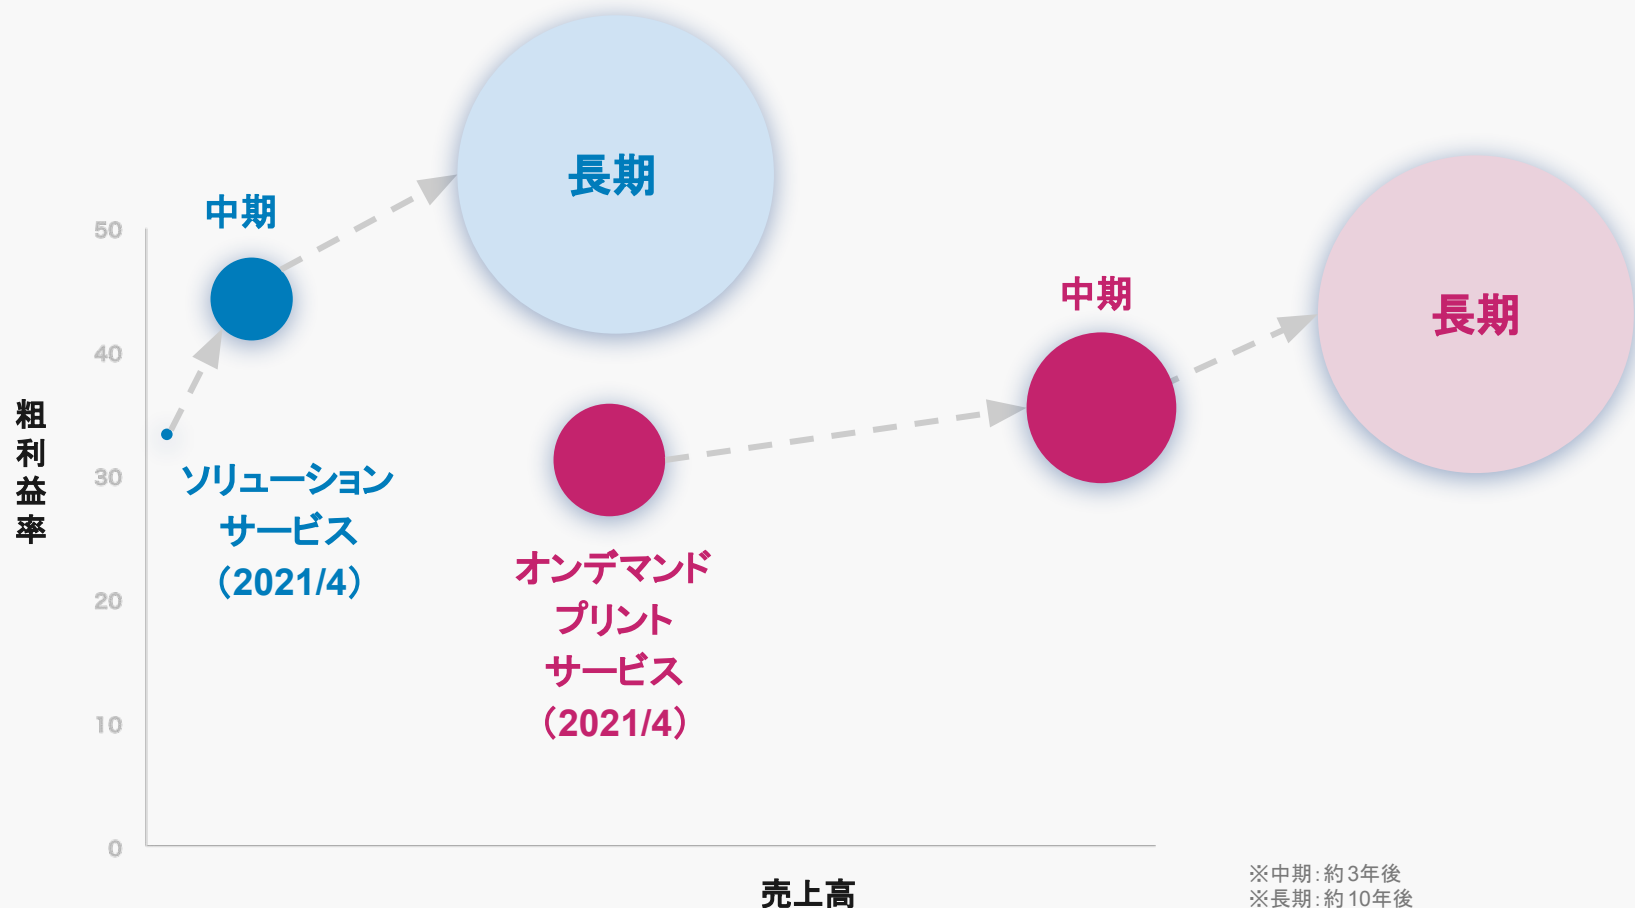 長期
中期
50
中期
長期
40
粗利益率
30
ソリューション
サービス
（2021/4）
オンデマンド
プリント
サービス
（2021/4）
20
10
0
売上高
※中期：約3年後
※長期：約10年後